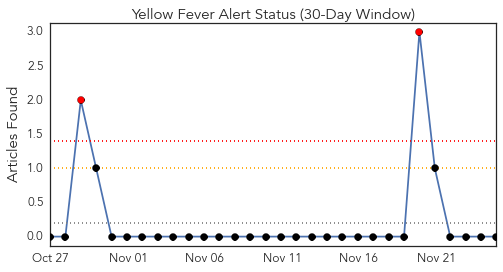 Yellow Fever Alert Status (30-Day Window)
Articles Found
3.0
2.5
2.0
1.5
1.0
0.5
0.0
Oct 27 Nov 01 Nov 06 Nov 11 Nov 16 Nov 21